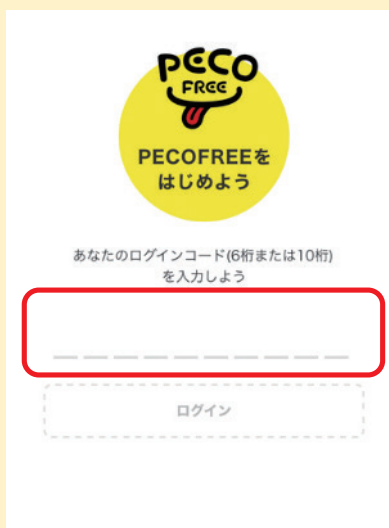 PECO
FREE
PECOFREEを
はじめよう
あなたのログインコード(6桁または10桁)
を入力しよう
ログイン